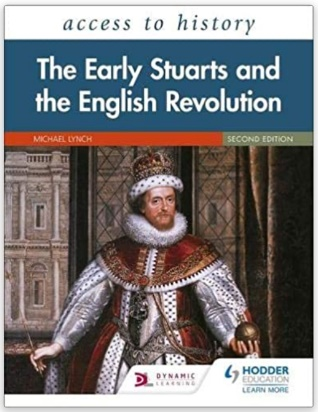 access to history
The Early Stuarts and
the English Revolution
MICHAEL LYNCH
SECOND EDITION
DL
DYNAMIC
LEARNING
HODDER
EDUCATION
LEARN MORE